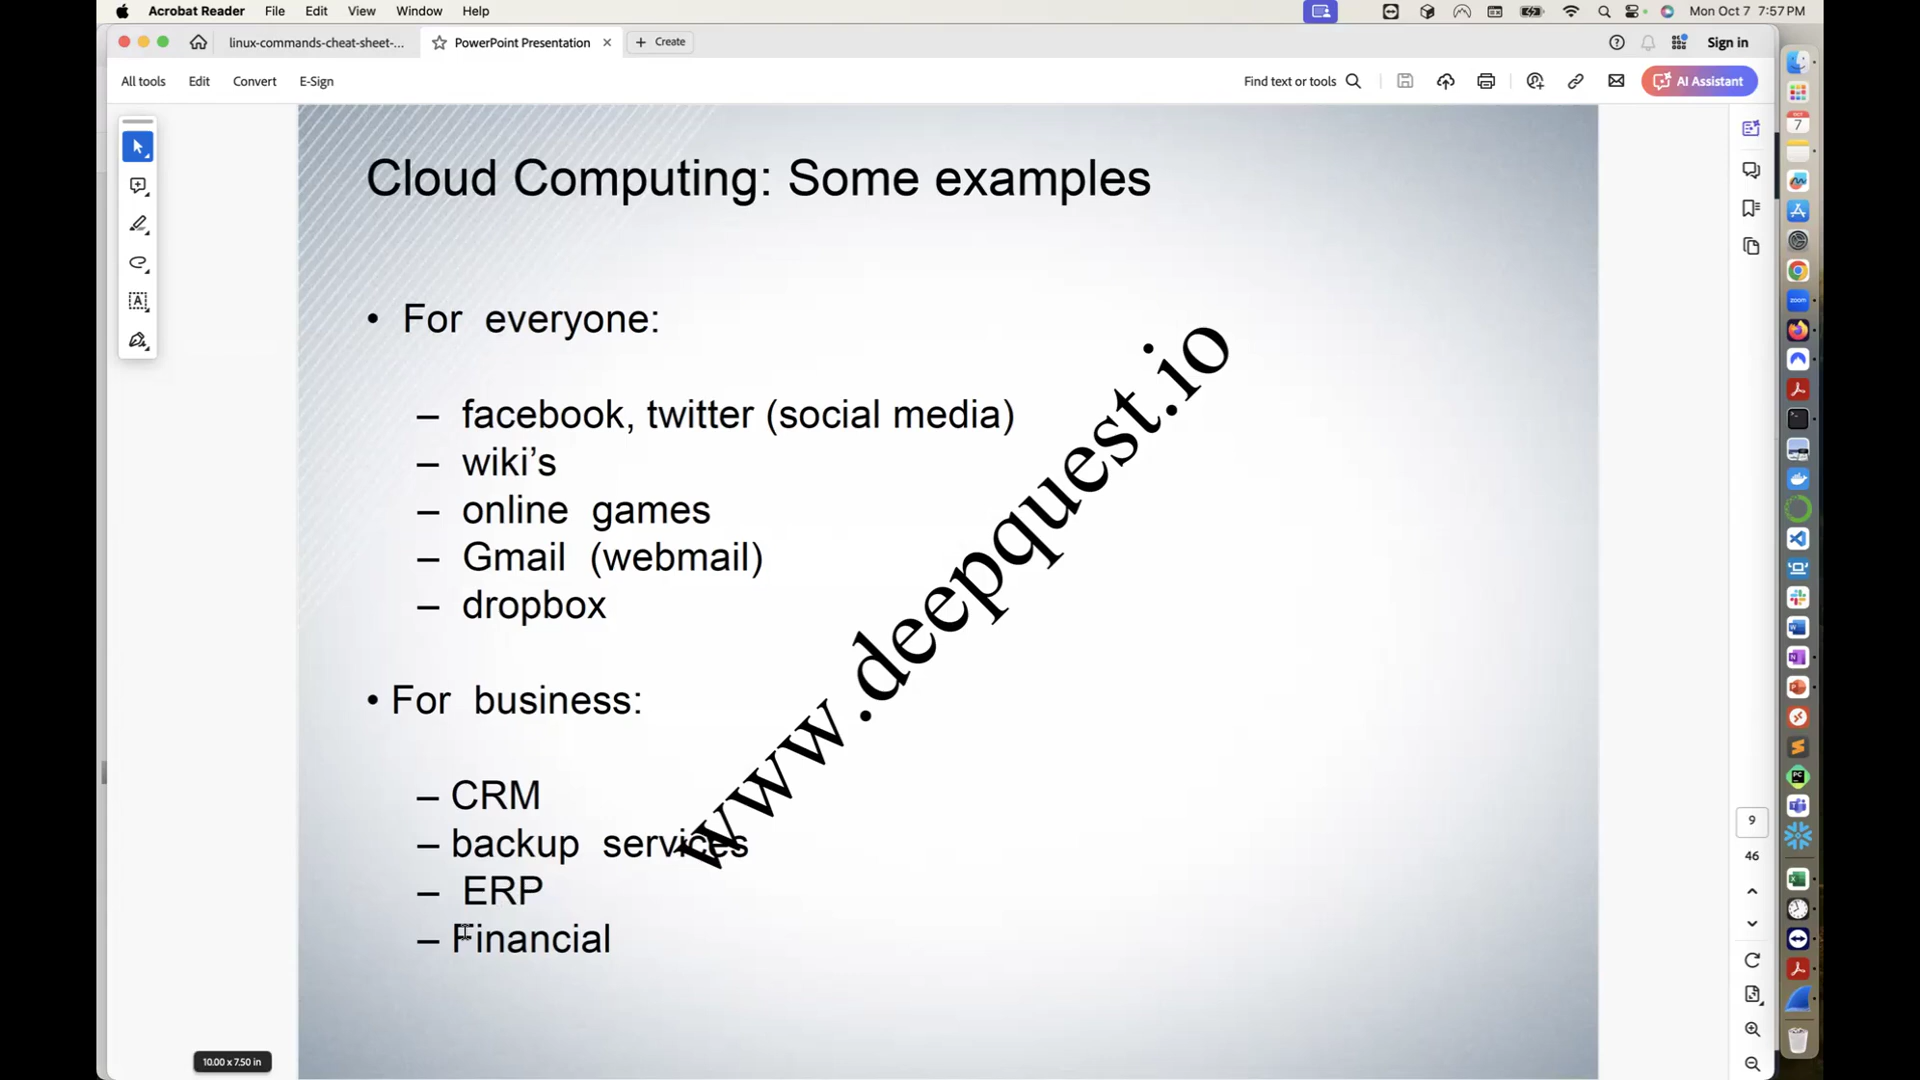 Acrobat Reader File Edit View Window Help Mon Oct 7 7:57 PM
linux-commands-cheat-sheet-... PowerPoint Presentation Create Sign in
All tools Edit Convert E-Sign Find text or tools AI Assistant
Cloud Computing: Some examples
• For everyone:
– facebook, twitter (social media)
– wiki’s
– online games
– Gmail (webmail)
– dropbox
• For business:
– CRM
– backup services
– ERP
– Financial
www.deepquest.io
9
46
10.00 x 7.50 in
OCT
7
zoom